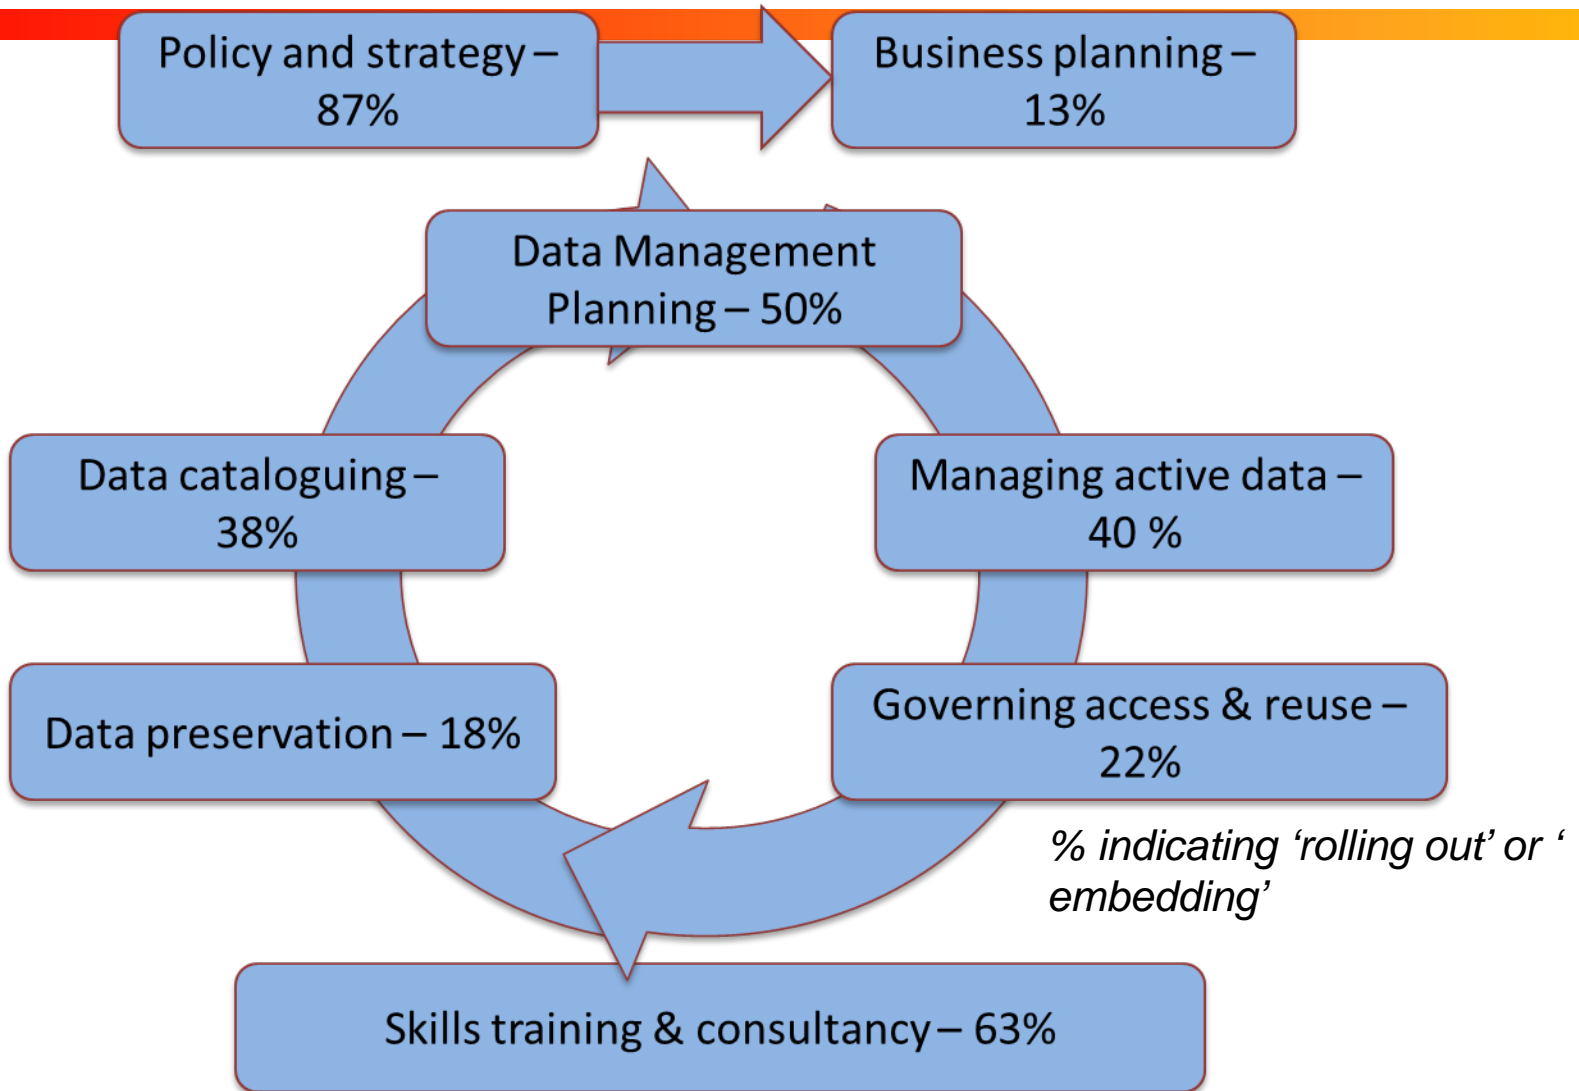 Policy and strategy –
87%
Business planning –
13%
Data Management
Planning – 50%
Data cataloguing –
38%
Managing active data –
40 %
Data preservation – 18%
Governing access & reuse –
22%
% indicating ‘rolling out’ or ‘
embedding’
Skills training & consultancy – 63%